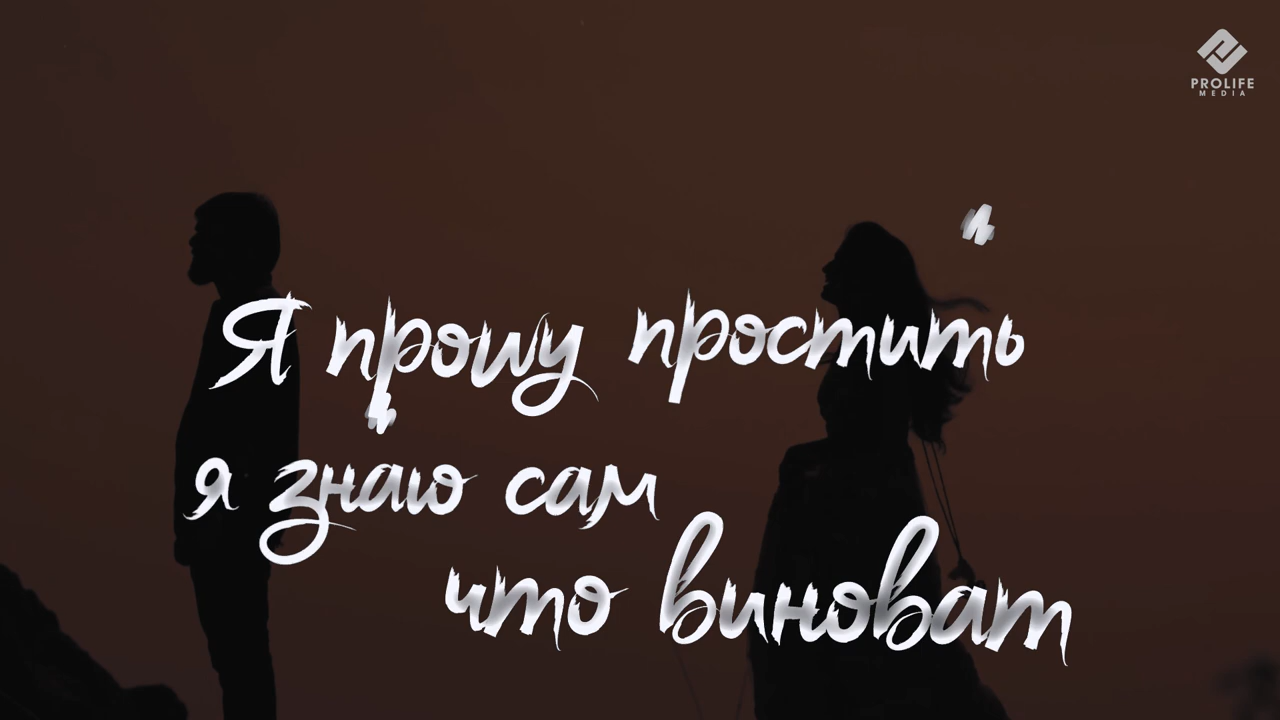 PROLIFE
MEDIA
Я прошу простить
я знаю сам
что виноват